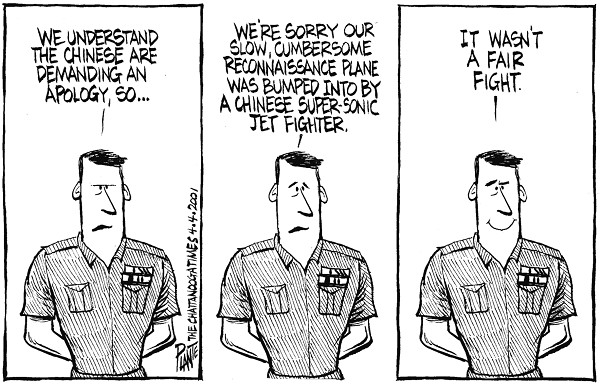 WE UNDERSTAND
THE CHINESE ARE
DEMANDING AN
APOLOGY, SO...
WE'RE SORRY OUR
SLOW, CUMBERSOME
RECONNAISSANCE PLANE
WAS BUMPED INTO BY
A CHINESE SUPER-SONIC
JET FIGHTER.
IT WASN'T
A FAIR
FIGHT.
PLANTE
THE CHATTANOOGA TIMES 4·4·2001